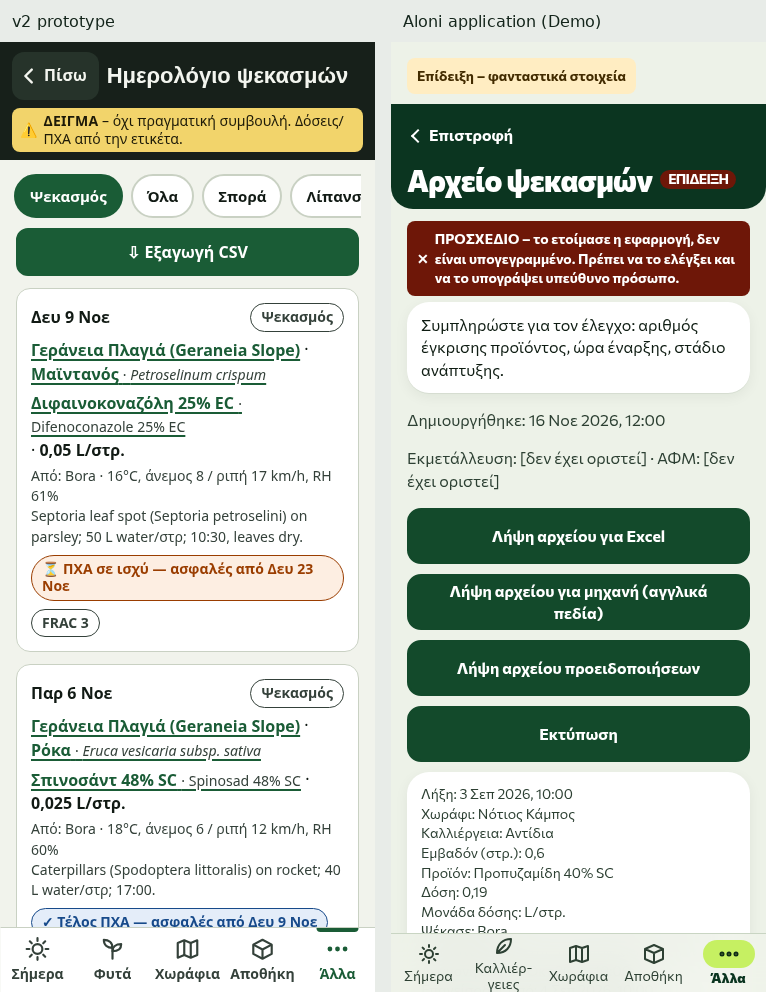 v2 prototype
Πίσω
Ημερολόγιο ψεκασμών
⚠️ ΔΕΙΓΜΑ – όχι πραγματική συμβουλή. Δόσεις/
ΠΧΑ από την ετικέτα.
Ψεκασμός
Όλα
Σπορά
Λίπανσ
⇩ Εξαγωγή CSV
Δευ 9 Νοε
Ψεκασμός
Γεράνεια Πλαγιά (Geraneia Slope) ·
Μαϊντανός · Petroselinum crispum
Διφαινοκοναζόλη 25% EC ·
Difenoconazole 25% EC
· 0,05 L/στρ.
Από: Bora · 16°C, άνεμος 8 / ριπή 17 km/h, RH
61%
Septoria leaf spot (Septoria petroselini) on
parsley; 50 L water/στρ; 10:30, leaves dry.
⏳ ΠΧΑ σε ισχύ — ασφαλές από Δευ 23
Νοε
FRAC 3
Παρ 6 Νοε
Ψεκασμός
Γεράνεια Πλαγιά (Geraneia Slope) ·
Ρόκα · Eruca vesicaria subsp. sativa
Σπινοσάντ 48% SC · Spinosad 48% SC ·
0,025 L/στρ.
Από: Bora · 18°C, άνεμος 6 / ριπή 12 km/h, RH
60%
Caterpillars (Spodoptera littoralis) on rocket; 40
L water/στρ; 17:00.
✓ Τέλος ΠΧΑ — ασφαλές από Δευ 9 Νοε
Σήμερα
Φυτά
Χωράφια
Αποθήκη
Άλλα
Aloni application (Demo)
Επίδειξη – φανταστικά στοιχεία
Επιστροφή
Αρχείο ψεκασμών
ΕΠΙΔΕΙΞΗ
✕ ΠΡΟΣΧΕΔΙΟ – το ετοίμασε η εφαρμογή, δεν
είναι υπογεγραμμένο. Πρέπει να το ελέγξει και
να το υπογράψει υπεύθυνο πρόσωπο.
Συμπληρώστε για τον έλεγχο: αριθμός
έγκρισης προϊόντος, ώρα έναρξης, στάδιο
ανάπτυξης.
Δημιουργήθηκε: 16 Νοε 2026, 12:00
Εκμετάλλευση: [δεν έχει οριστεί] · ΑΦΜ: [δεν
έχει οριστεί]
Λήψη αρχείου για Excel
Λήψη αρχείου για μηχανή (αγγλικά
πεδία)
Λήψη αρχείου προειδοποιήσεων
Εκτύπωση
Λήξη: 3 Σεπ 2026, 10:00
Χωράφι: Νότιος Κάμπος
Καλλιέργεια: Αντίδια
Εμβαδόν (στρ.): 0,6
Προϊόν: Προπυζαμίδη 40% SC
Δόση: 0,19
Μονάδα δόσης: L/στρ.
Ψέκασε: Bora
Σήμερα
Καλλιέρ-
γειες
Χωράφια
Αποθήκη
Άλλα